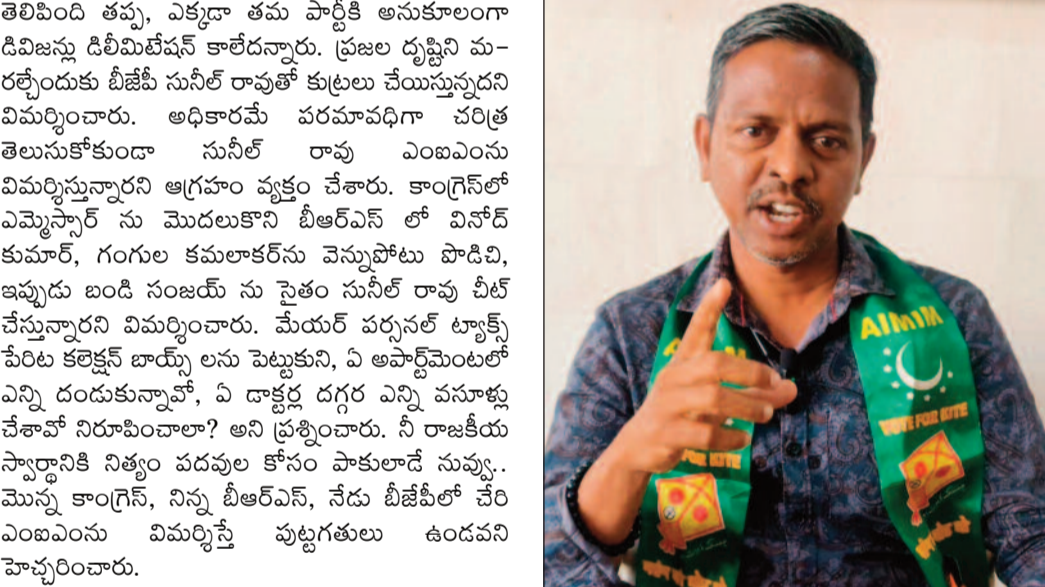 తెలిపింది తప్ప, ఎక్కడా తమ పార్టీకి అనుకూలంగా
డివిజన్లు డిలీమిటేషన్ కాలేదన్నారు. ప్రజల దృష్టిని మ-
రల్చేందుకు బీజేపీ సునీల్ రావుతో కుట్రలు చేయిస్తున్నదని
విమర్శించారు. అధికారమే పరమావధిగా చరిత్ర
తెలుసుకోకుండా సునీల్ రావు ఎంఐఎంను
విమర్శిస్తున్నారని ఆగ్రహం వ్యక్తం చేశారు. కాంగ్రెస్‌లో
ఎమ్మెస్సార్ ను మొదలుకొని బీఆర్ఎస్ లో వినోద్
కుమార్, గంగుల కమలాకర్‌ను వెన్నుపోటు పొడిచి,
ఇప్పుడు బండి సంజయ్ ను సైతం సునీల్ రావు చీట్
చేస్తున్నారని విమర్శించారు. మేయర్ పర్సనల్ ట్యాక్స్
పేరిట కలెక్షన్ బాయ్స్ లను పెట్టుకుని, ఏ అపార్ట్‌మెంటలో
ఎన్ని దండుకున్నావో, ఏ డాక్టర్ల దగ్గర ఎన్ని వసూళ్లు
చేశావో నిరూపించాలా? అని ప్రశ్నించారు. నీ రాజకీయ
స్వార్థానికి నిత్యం పదవుల కోసం పాకులాడే నువ్వు..
మొన్న కాంగ్రెస్, నిన్న బీఆర్ఎస్, నేడు బీజేపీలో చేరి
ఎంఐఎంను విమర్శిస్తే పుట్టగతులు ఉండవని
హెచ్చరించారు.
AIMIM
VOTE FOR KITE
FOR KITE